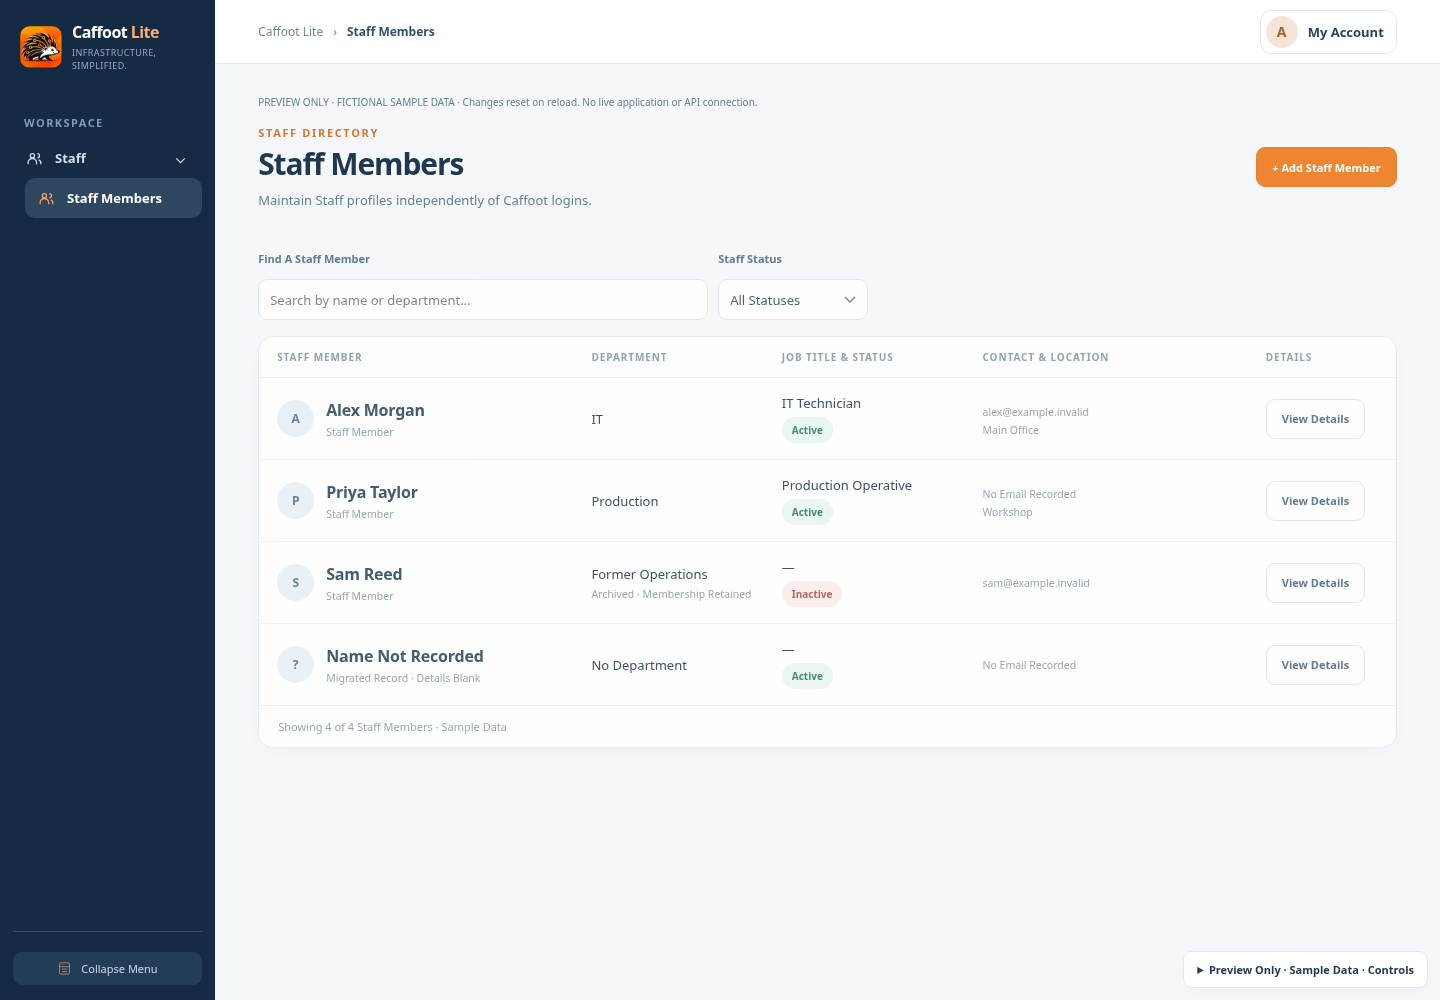 Caffoot Lite
INFRASTRUCTURE,
SIMPLIFIED.
WORKSPACE
Staff
Staff Members
Collapse Menu
Caffoot Lite › Staff Members
A My Account
PREVIEW ONLY · FICTIONAL SAMPLE DATA · Changes reset on reload. No live application or API connection.
STAFF DIRECTORY
Staff Members
Maintain Staff profiles independently of Caffoot logins.
+ Add Staff Member
Find A Staff Member
Staff Status
Search by name or department...
All Statuses
STAFF MEMBER DEPARTMENT JOB TITLE & STATUS CONTACT & LOCATION DETAILS
A
Alex Morgan
Staff Member
IT
IT Technician
Active
alex@example.invalid
Main Office
View Details
P
Priya Taylor
Staff Member
Production
Production Operative
Active
No Email Recorded
Workshop
View Details
S
Sam Reed
Staff Member
Former Operations
Archived · Membership Retained
—
Inactive
sam@example.invalid
View Details
?
Name Not Recorded
Migrated Record · Details Blank
No Department
—
Active
No Email Recorded
View Details
Showing 4 of 4 Staff Members · Sample Data
Preview Only · Sample Data · Controls